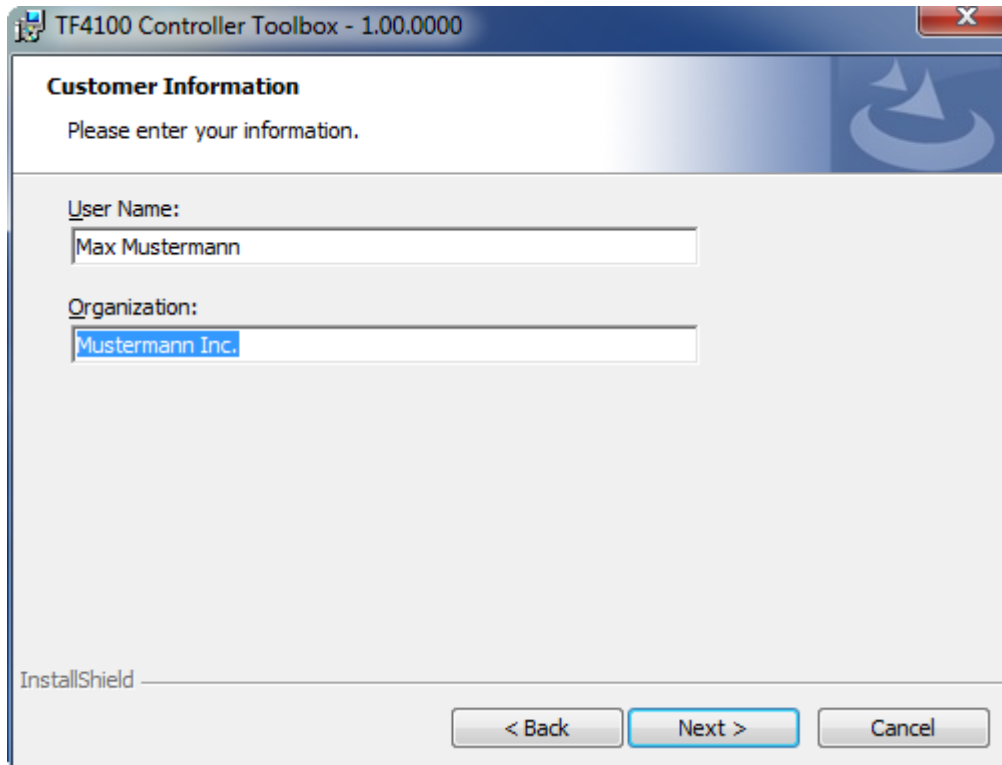 TF4100 Controller Toolbox - 1.00.0000
Customer Information
Please enter your information.
User Name:
Max Mustermann
Organization:
Mustermann Inc.
InstallShield
< Back Next > Cancel